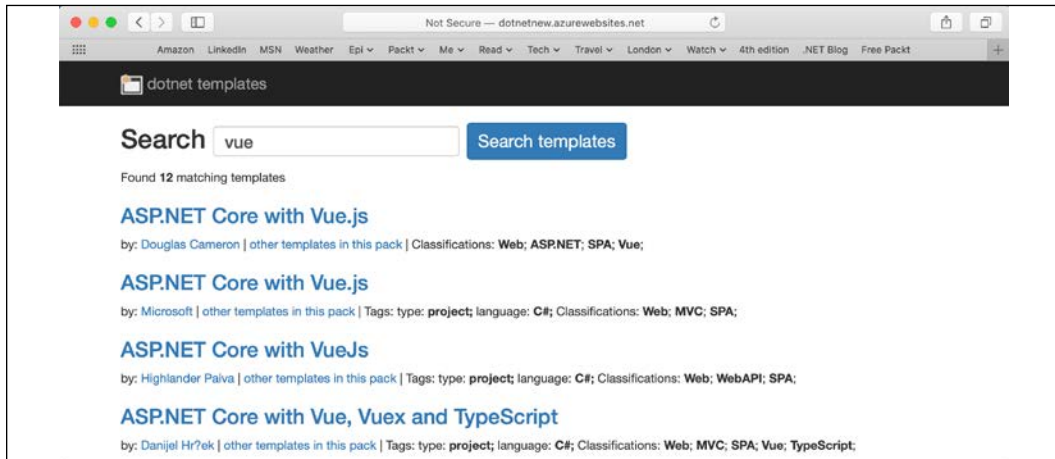 Not Secure — dotnetnew.azurewebsites.net
Amazon LinkedIn MSN Weather Epi Packt Me Read Tech Travel London Watch 4th edition .NET Blog Free Packt
dotnet templates
Search vue Search templates
Found 12 matching templates
ASP.NET Core with Vue.js
by: Douglas Cameron | other templates in this pack | Classifications: Web; ASP.NET; SPA; Vue;
ASP.NET Core with Vue.js
by: Microsoft | other templates in this pack | Tags: type: project; language: C#; Classifications: Web; MVC; SPA;
ASP.NET Core with VueJs
by: Highlander Paiva | other templates in this pack | Tags: type: project; language: C#; Classifications: Web; WebAPI; SPA;
ASP.NET Core with Vue, Vuex and TypeScript
by: Danijel Hr?ek | other templates in this pack | Tags: type: project; language: C#; Classifications: Web; MVC; SPA; Vue; TypeScript;